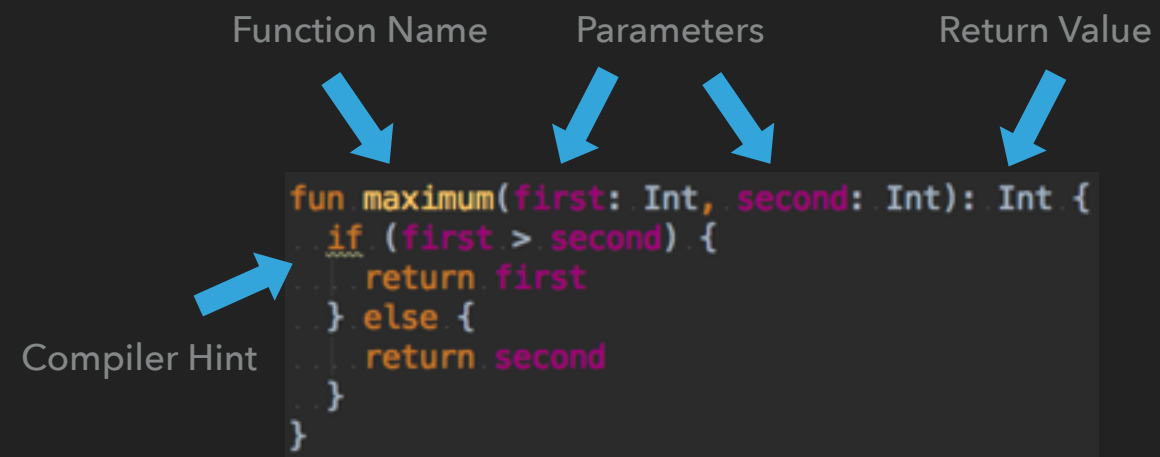 Function Name Parameters Return Value
fun maximum(first: Int, second: Int): Int {
if (first > second) {
return first
} else {
Compiler Hint
return second
}
}